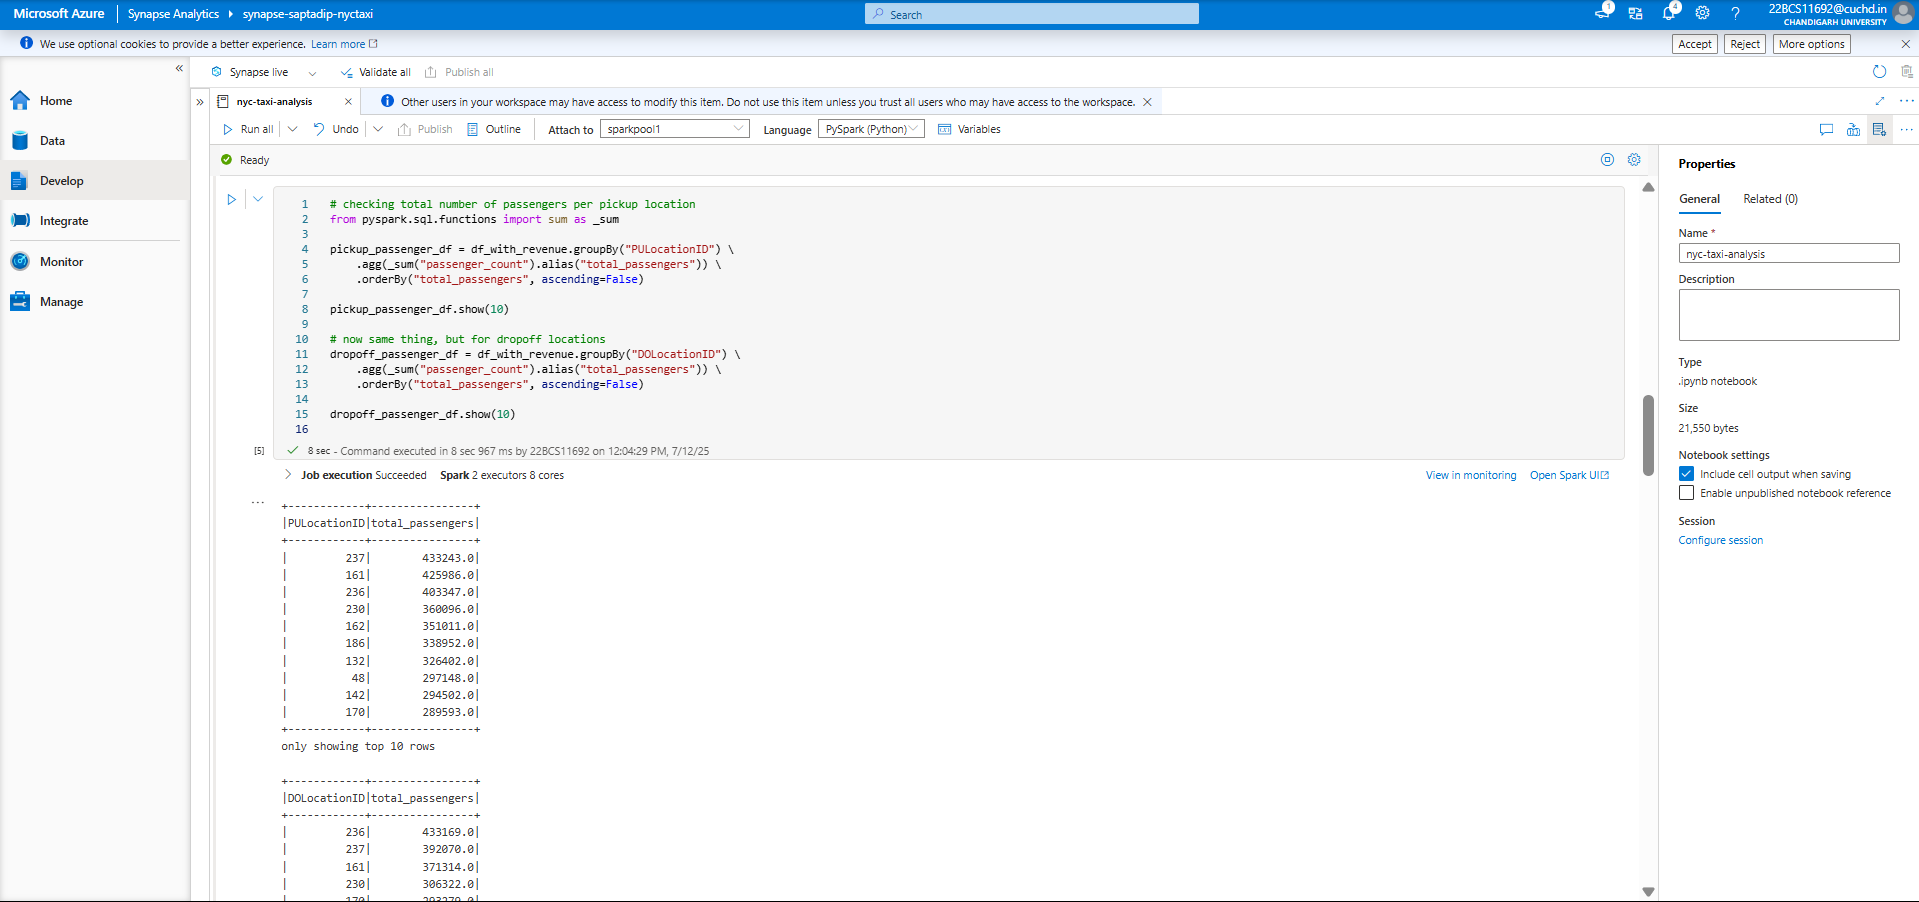 Microsoft Azure Synapse Analytics synapse-saptadip-nyctaxi Search 1 4 ? 22BCS11692@cuchd.in
CHANDIGARH UNIVERSITY
We use optional cookies to provide a better experience. Learn more Accept Reject More options
« Synapse live Validate all Publish all
Home
Data
Develop
Integrate
Monitor
Manage
» nyc-taxi-analysis Other users in your workspace may have access to modify this item. Do not use this item unless you trust all users who may have access to the workspace.
Run all Undo Publish Outline Attach to sparkpool1 Language PySpark (Python) Variables
Ready
1 # checking total number of passengers per pickup location
2 from pyspark.sql.functions import sum as _sum
3
4 pickup_passenger_df = df_with_revenue.groupBy("PULocationID") \
5 .agg(_sum("passenger_count").alias("total_passengers")) \
6 .orderBy("total_passengers", ascending=False)
7
8 pickup_passenger_df.show(10)
9
10 # now same thing, but for dropoff locations
11 dropoff_passenger_df = df_with_revenue.groupBy("DOLocationID") \
12 .agg(_sum("passenger_count").alias("total_passengers")) \
13 .orderBy("total_passengers", ascending=False)
14
15 dropoff_passenger_df.show(10)
16
[5] 8 sec - Command executed in 8 sec 967 ms by 22BCS11692 on 12:04:29 PM, 7/12/25
Job execution Succeeded Spark 2 executors 8 cores View in monitoring Open Spark UI
...
+------------+----------------+
|PULocationID|total_passengers|
+------------+----------------+
|         237|        433243.0|
|         161|        425986.0|
|         236|        403347.0|
|         230|        360096.0|
|         162|        351011.0|
|         186|        338952.0|
|         132|        326402.0|
|          48|        297148.0|
|         142|        294502.0|
|         170|        289593.0|
+------------+----------------+
only showing top 10 rows
+------------+----------------+
|DOLocationID|total_passengers|
+------------+----------------+
|         236|        433169.0|
|         237|        392070.0|
|         161|        371314.0|
|         230|        306322.0|
|         170|        293279.0|
Properties
General Related (0)
Name *
nyc-taxi-analysis
Description
Type
.ipynb notebook
Size
21,550 bytes
Notebook settings
Include cell output when saving
Enable unpublished notebook reference
Session
Configure session